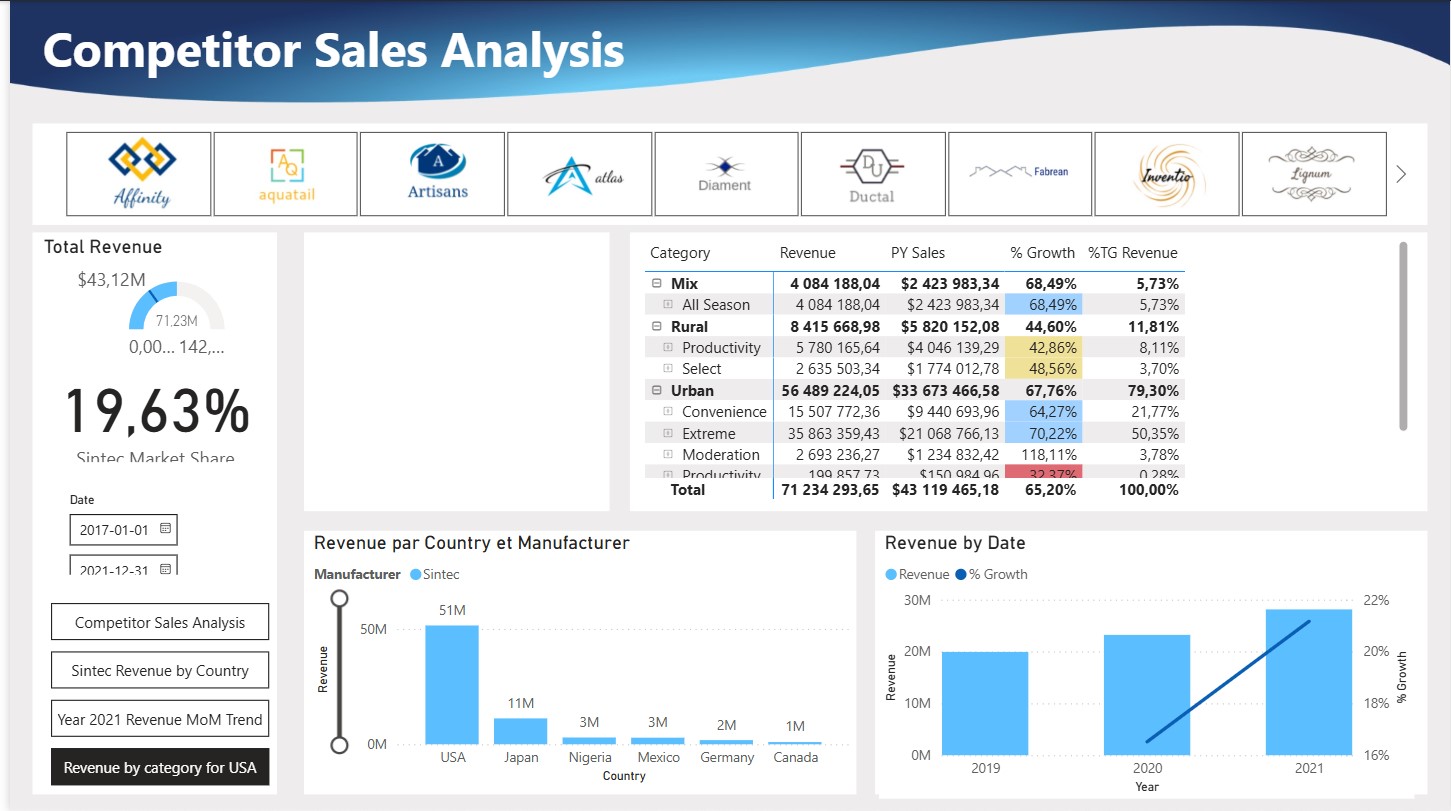 Competitor Sales Analysis
Affinity
AQ
aquatail
A
Artisans
atlas
Diament
DU
Ductal
Fabrean
Inventio
Lignum
Total Revenue
$43,12M
71,23M
0,00... 142,...
19,63%
Sintec Market Share
Date
2017-01-01
2021-12-31
Competitor Sales Analysis
Sintec Revenue by Country
Year 2021 Revenue MoM Trend
Revenue by category for USA
Category Revenue PY Sales % Growth %TG Revenue
Mix 4 084 188,04 $2 423 983,34 68,49% 5,73%
All Season 4 084 188,04 $2 423 983,34 68,49% 5,73%
Rural 8 415 668,98 $5 820 152,08 44,60% 11,81%
Productivity 5 780 165,64 $4 046 139,29 42,86% 8,11%
Select 2 635 503,34 $1 774 012,78 48,56% 3,70%
Urban 56 489 224,05 $33 673 466,58 67,76% 79,30%
Convenience 15 507 772,36 $9 440 693,96 64,27% 21,77%
Extreme 35 863 359,43 $21 068 766,13 70,22% 50,35%
Moderation 2 693 236,27 $1 234 832,42 118,11% 3,78%
Productivity 199 857,73 $150 984,96 32,37% 0,28%
Total 71 234 293,65 $43 119 465,18 65,20% 100,00%
Revenue par Country et Manufacturer
Manufacturer Sintec
Revenue
50M
0M
51M
11M
3M
3M
2M
1M
USA Japan Nigeria Mexico Germany Canada
Country
Revenue by Date
Revenue % Growth
Revenue
30M
20M
10M
0M
22%
20%
18%
16%
% Growth
2019 2020 2021
Year